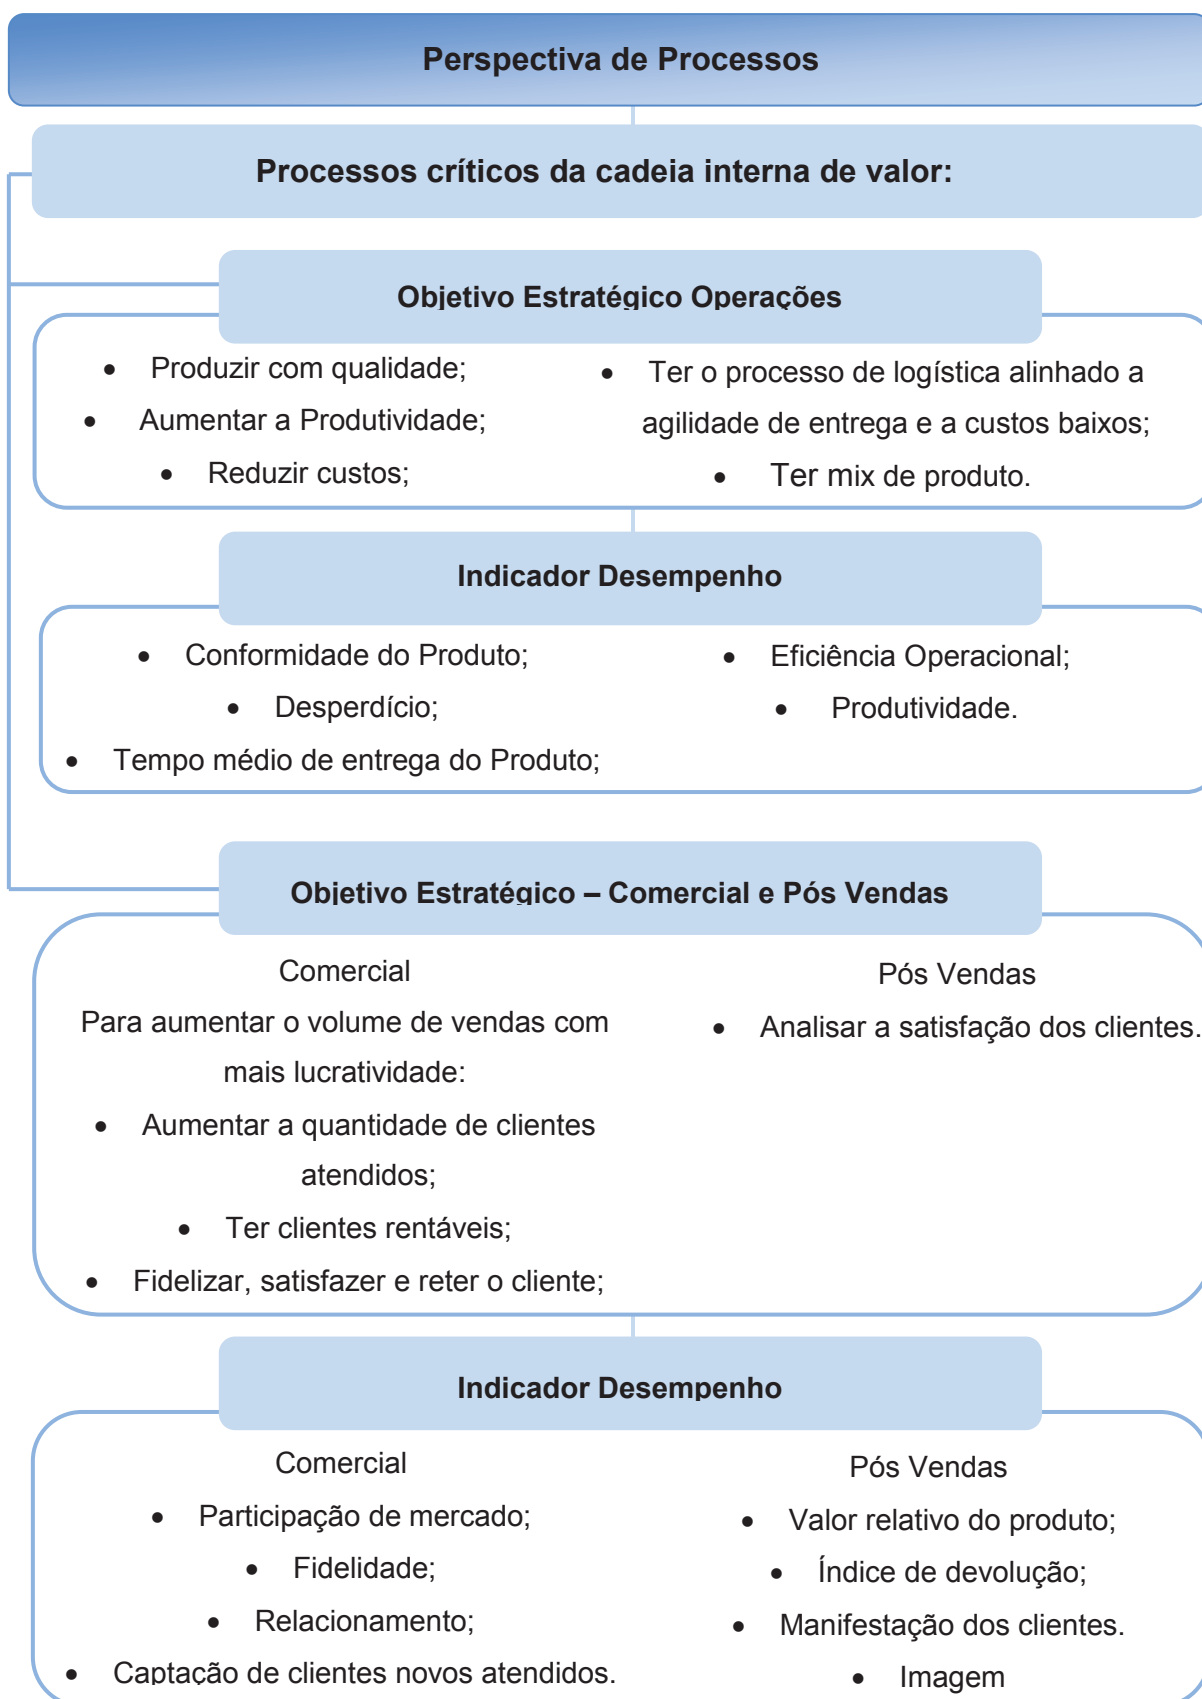 Perspectiva de Processos
Processos críticos da cadeia interna de valor:
Objetivo Estratégico Operações
• Produzir com qualidade;
• Aumentar a Produtividade;
• Reduzir custos;
• Ter o processo de logística alinhado a
agilidade de entrega e a custos baixos;
• Ter mix de produto.
Indicador Desempenho
• Conformidade do Produto;
• Desperdício;
• Tempo médio de entrega do Produto;
• Eficiência Operacional;
• Produtividade.
Objetivo Estratégico – Comercial e Pós Vendas
Comercial
Para aumentar o volume de vendas com
mais lucratividade:
• Aumentar a quantidade de clientes
atendidos;
• Ter clientes rentáveis;
• Fidelizar, satisfazer e reter o cliente;
Pós Vendas
• Analisar a satisfação dos clientes.
Indicador Desempenho
Comercial
• Participação de mercado;
• Fidelidade;
• Relacionamento;
• Captação de clientes novos atendidos.
Pós Vendas
• Valor relativo do produto;
• Índice de devolução;
• Manifestação dos clientes.
• Imagem